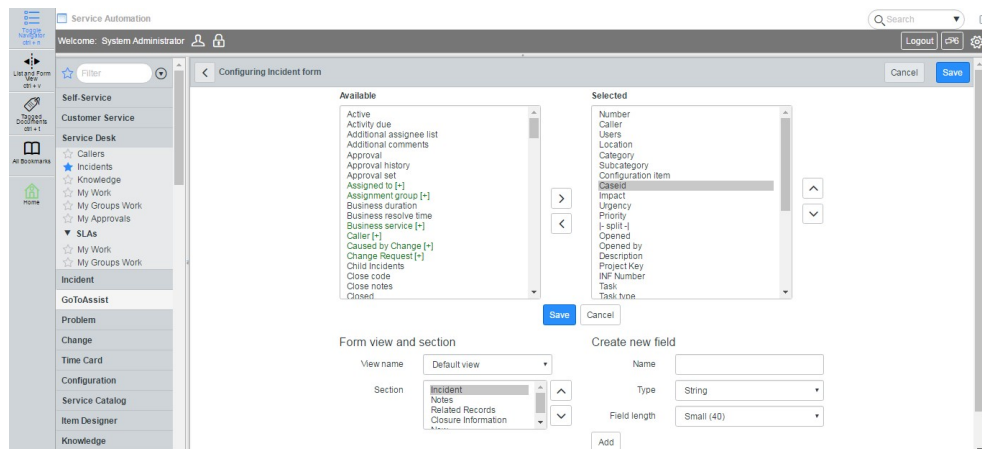 Service Automation
Search
Toggle Navigator
ctrl + n
Welcome: System Administrator
Logout
List and Form View
ctrl + v
Tagged Documents
ctrl + t
All Bookmarks
Home
Filter
Self-Service
Customer Service
Service Desk
Callers
Incidents
Knowledge
My Work
My Groups Work
My Approvals
SLAs
My Work
My Groups Work
Incident
GoToAssist
Problem
Change
Time Card
Configuration
Service Catalog
Item Designer
Knowledge
Configuring Incident form
Cancel
Save
Available
Active
Activity due
Additional assignee list
Additional comments
Approval
Approval history
Approval set
Assigned to [+]
Assignment group [+]
Business duration
Business resolve time
Business service [+]
Caller [+]
Caused by Change [+]
Change Request [+]
Child Incidents
Close code
Close notes
Closed
Selected
Number
Caller
Users
Location
Category
Subcategory
Configuration item
Caseid
Impact
Urgency
Priority
|- split -|
Opened
Opened by
Description
Project Key
INF Number
Task
Task type
Save
Cancel
Form view and section
View name
Default view
Section
Incident
Notes
Related Records
Closure Information
Create new field
Name
Type
String
Field length
Small (40)
Add